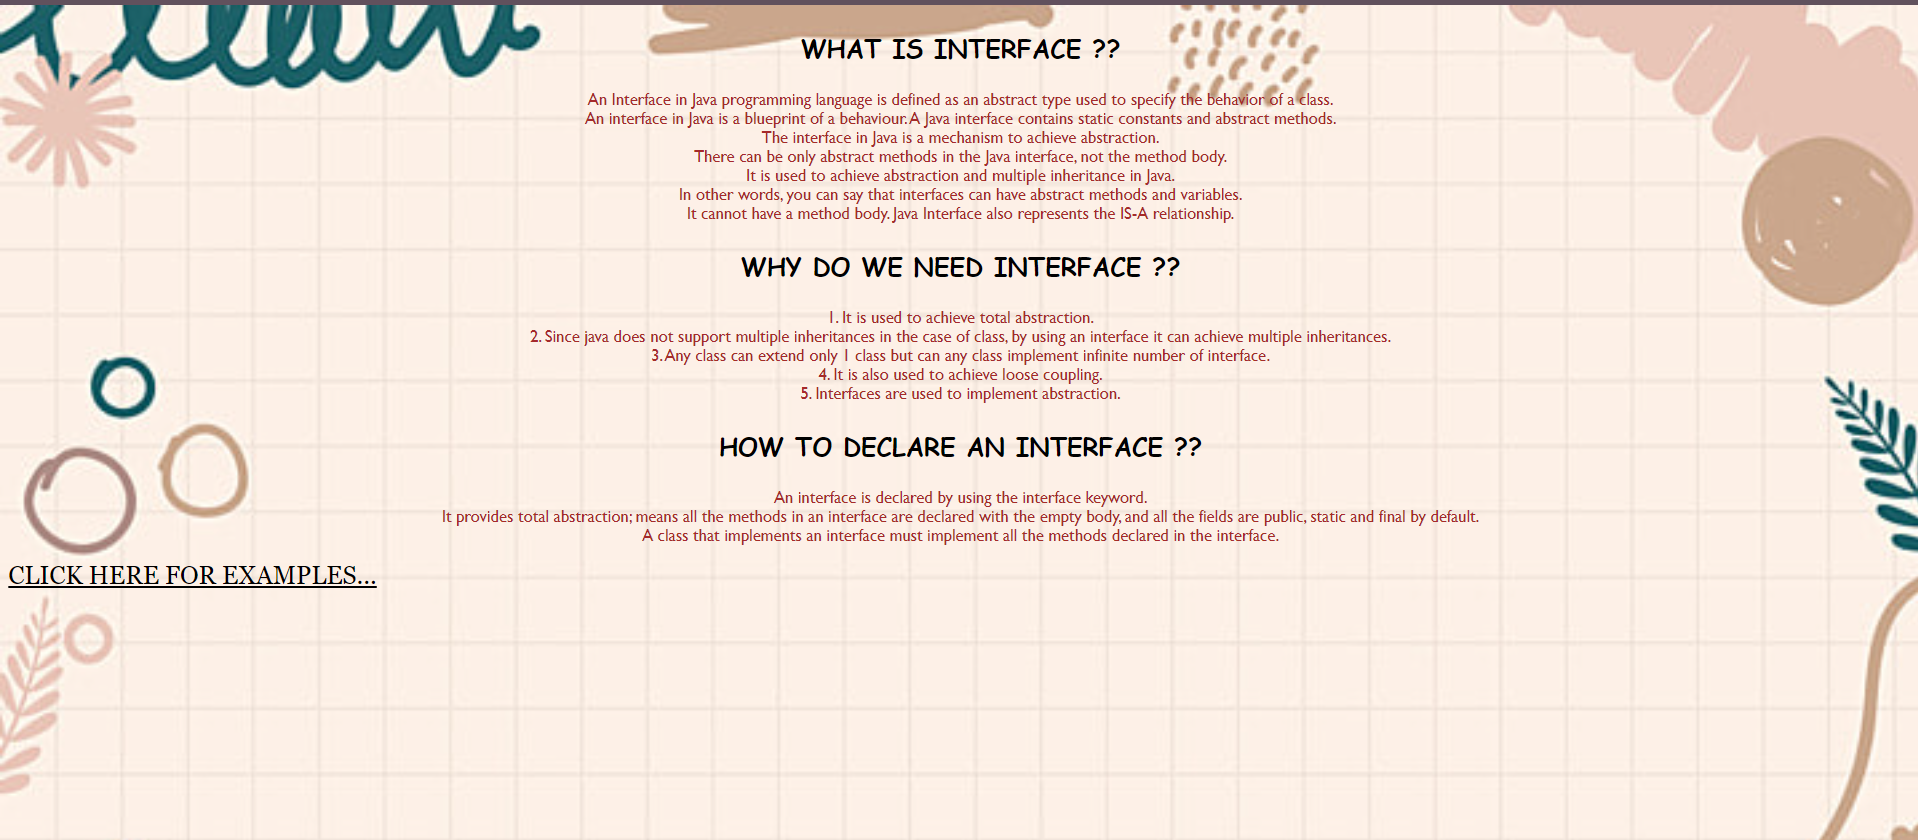 WHAT IS INTERFACE ??
An Interface in Java programming language is defined as an abstract type used to specify the behavior of a class.
An interface in Java is a blueprint of a behaviour. A Java interface contains static constants and abstract methods.
The interface in Java is a mechanism to achieve abstraction.
There can be only abstract methods in the Java interface, not the method body.
It is used to achieve abstraction and multiple inheritance in Java.
In other words, you can say that interfaces can have abstract methods and variables.
It cannot have a method body. Java Interface also represents the IS-A relationship.
WHY DO WE NEED INTERFACE ??
1. It is used to achieve total abstraction.
2. Since java does not support multiple inheritances in the case of class, by using an interface it can achieve multiple inheritances.
3. Any class can extend only 1 class but can any class implement infinite number of interface.
4. It is also used to achieve loose coupling.
5. Interfaces are used to implement abstraction.
HOW TO DECLARE AN INTERFACE ??
An interface is declared by using the interface keyword.
It provides total abstraction; means all the methods in an interface are declared with the empty body, and all the fields are public, static and final by default.
A class that implements an interface must implement all the methods declared in the interface.
CLICK HERE FOR EXAMPLES...